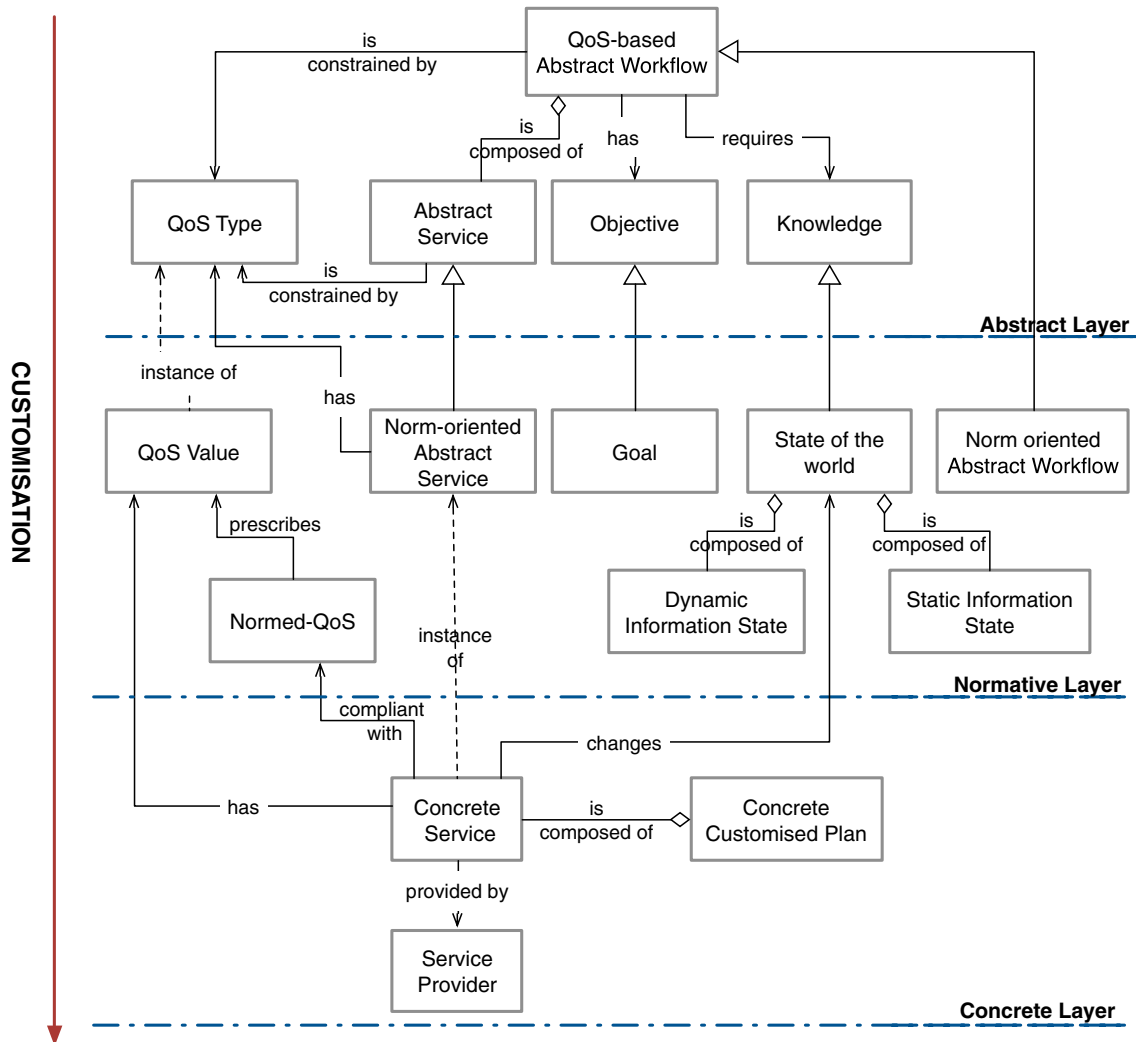 QoS-based
Abstract Workflow
is
constrained by
is
composed of
has
requires
QoS Type
Abstract
Service
Objective
Knowledge
is
constrained by
Abstract Layer
CUSTOMISATION
instance of
has
QoS Value
Norm-oriented
Abstract
Service
Goal
State of the
world
Norm oriented
Abstract Workflow
prescribes
is
composed of
is
composed of
Normed-QoS
Dynamic
Information State
Static Information
State
instance
of
Normative Layer
compliant
with
changes
has
Concrete
Service
is
composed of
Concrete
Customised Plan
provided by
Service
Provider
Concrete Layer